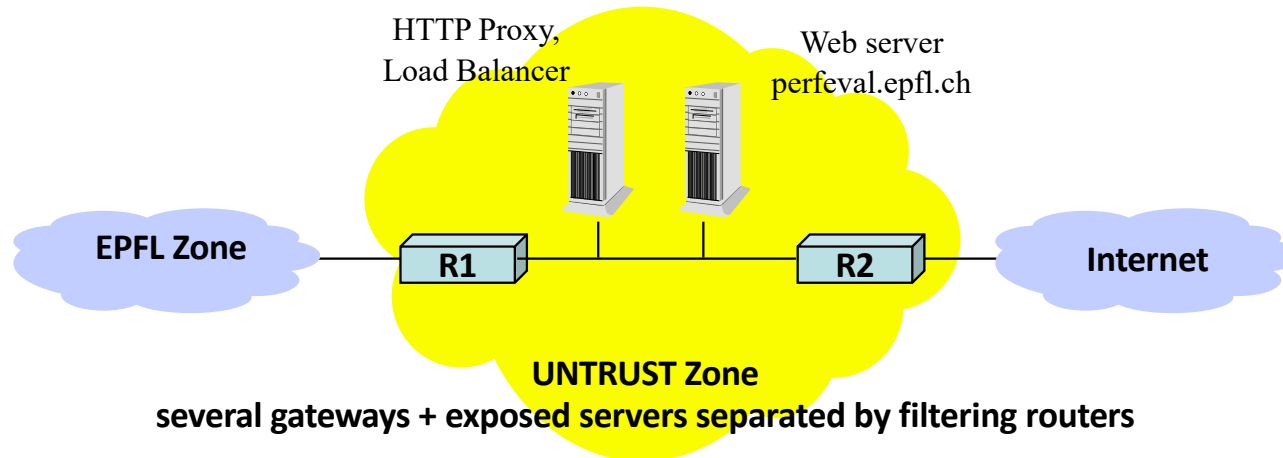 HTTP Proxy,
Load Balancer
Web server
perfeval.epfl.ch
EPFL Zone
R1
R2
Internet
UNTRUST Zone
several gateways + exposed servers separated by filtering routers